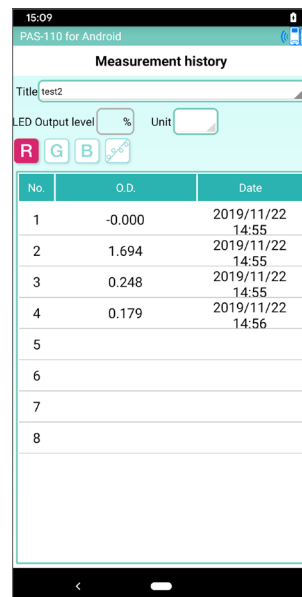 15:09
PAS-110 for Android
Measurement history
Title test2
LED Output level % Unit
R G B
No. O.D. Date
1 -0.000 2019/11/22 14:55
2 1.694 2019/11/22 14:55
3 0.248 2019/11/22 14:55
4 0.179 2019/11/22 14:56
5
6
7
8